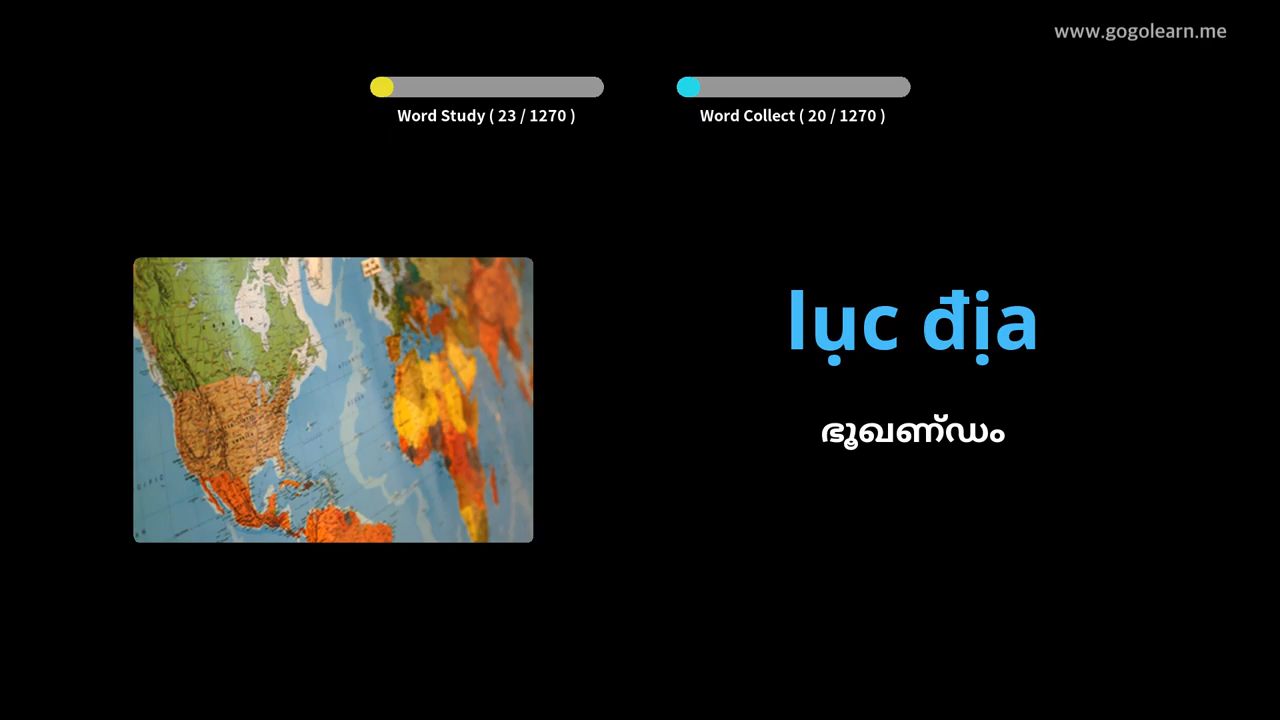 www.gogolearn.me
Word Study ( 23 / 1270 )
Word Collect ( 20 / 1270 )
lục địa
ഭൂഖണ്ഡം